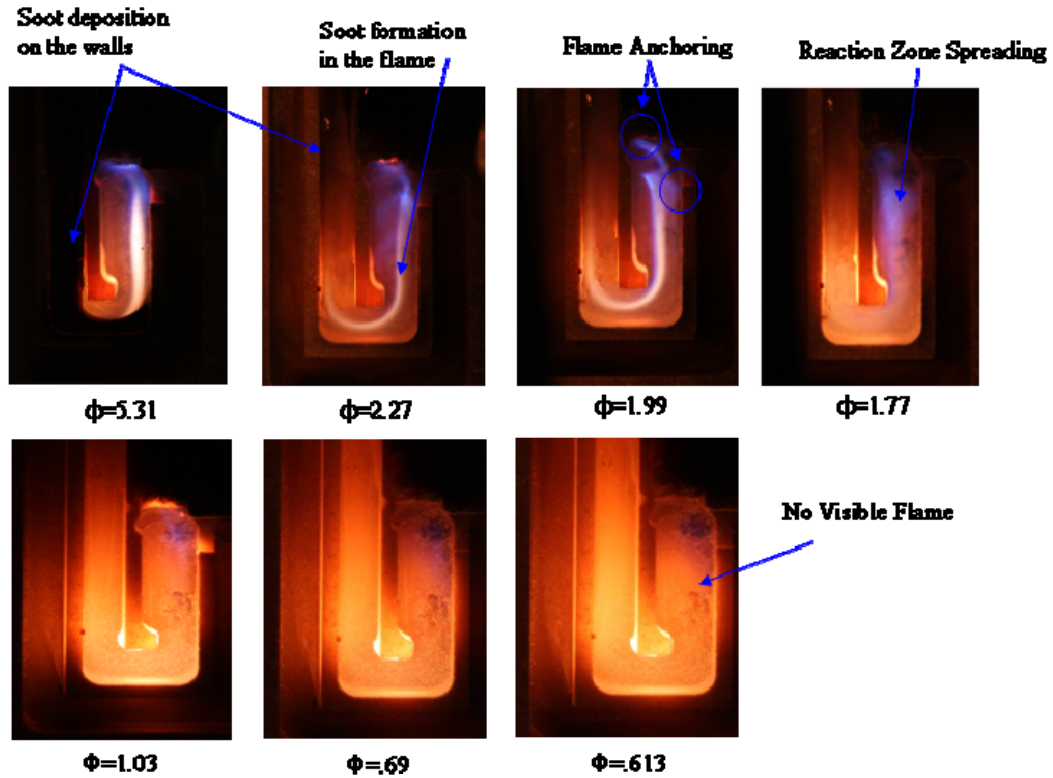 Soot deposition
on the walls
Soot formation
in the flame
Flame Anchoring
Reaction Zone Spreading
ϕ=5.31
ϕ=2.27
ϕ=1.99
ϕ=1.77
No Visible Flame
Φ=1.03
Φ=.69
Φ=.613